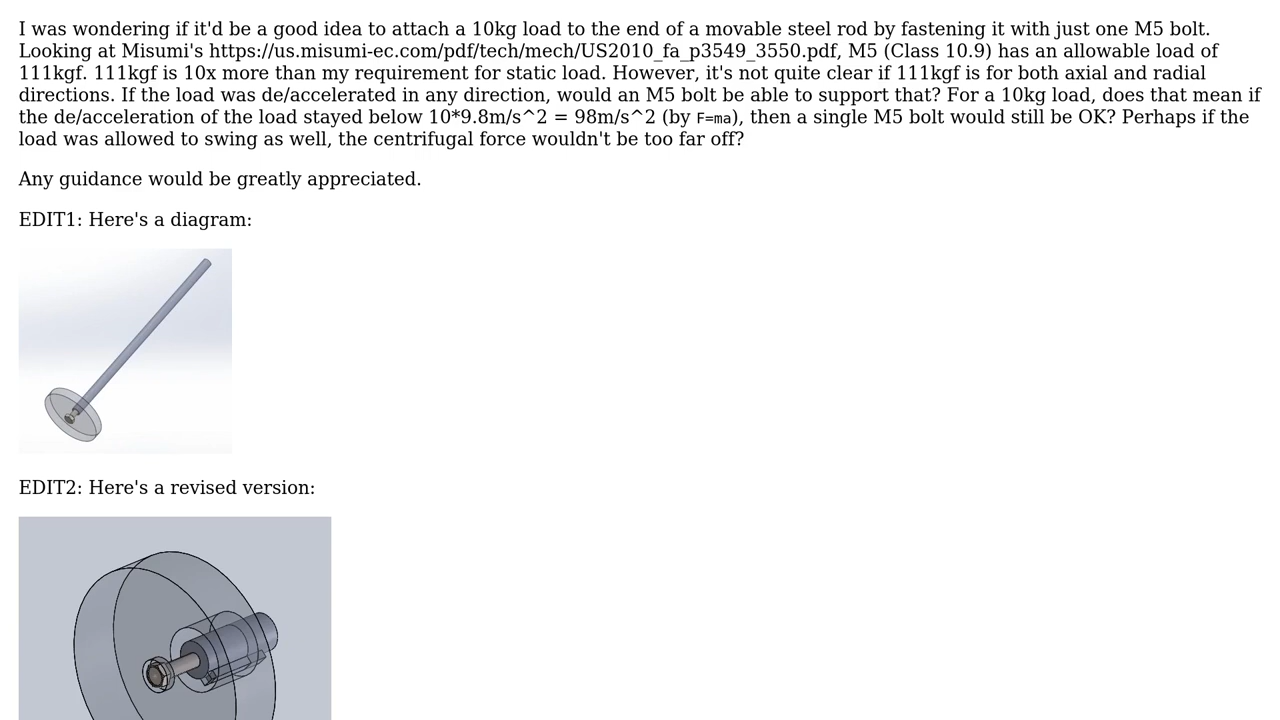 I was wondering if it'd be a good idea to attach a 10kg load to the end of a movable steel rod by fastening it with just one M5 bolt.
Looking at Misumi's https://us.misumi-ec.com/pdf/tech/mech/US2010_fa_p3549_3550.pdf, M5 (Class 10.9) has an allowable load of
111kgf. 111kgf is 10x more than my requirement for static load. However, it's not quite clear if 111kgf is for both axial and radial
directions. If the load was de/accelerated in any direction, would an M5 bolt be able to support that? For a 10kg load, does that mean if
the de/acceleration of the load stayed below 10*9.8m/s^2 = 98m/s^2 (by F=ma), then a single M5 bolt would still be OK? Perhaps if the
load was allowed to swing as well, the centrifugal force wouldn't be too far off?
Any guidance would be greatly appreciated.
EDIT1: Here's a diagram:
EDIT2: Here's a revised version: